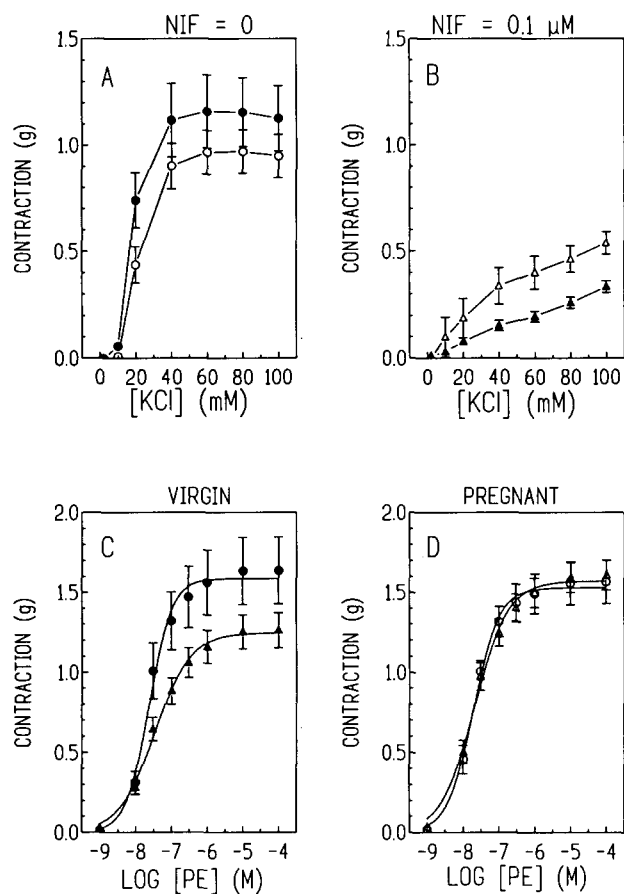 NIF = 0
1.5
1.0
0.5
0.0
CONTRACTION (g)
A
0 20 40 60 80 100
[KCl] (mM)
NIF = 0.1 μM
1.5
1.0
0.5
0.0
CONTRACTION (g)
B
0 20 40 60 80 100
[KCl] (mM)
VIRGIN
2.0
1.5
1.0
0.5
0.0
CONTRACTION (g)
C
-9 -8 -7 -6 -5 -4
LOG [PE] (M)
PREGNANT
2.0
1.5
1.0
0.5
0.0
CONTRACTION (g)
D
-9 -8 -7 -6 -5 -4
LOG [PE] (M)